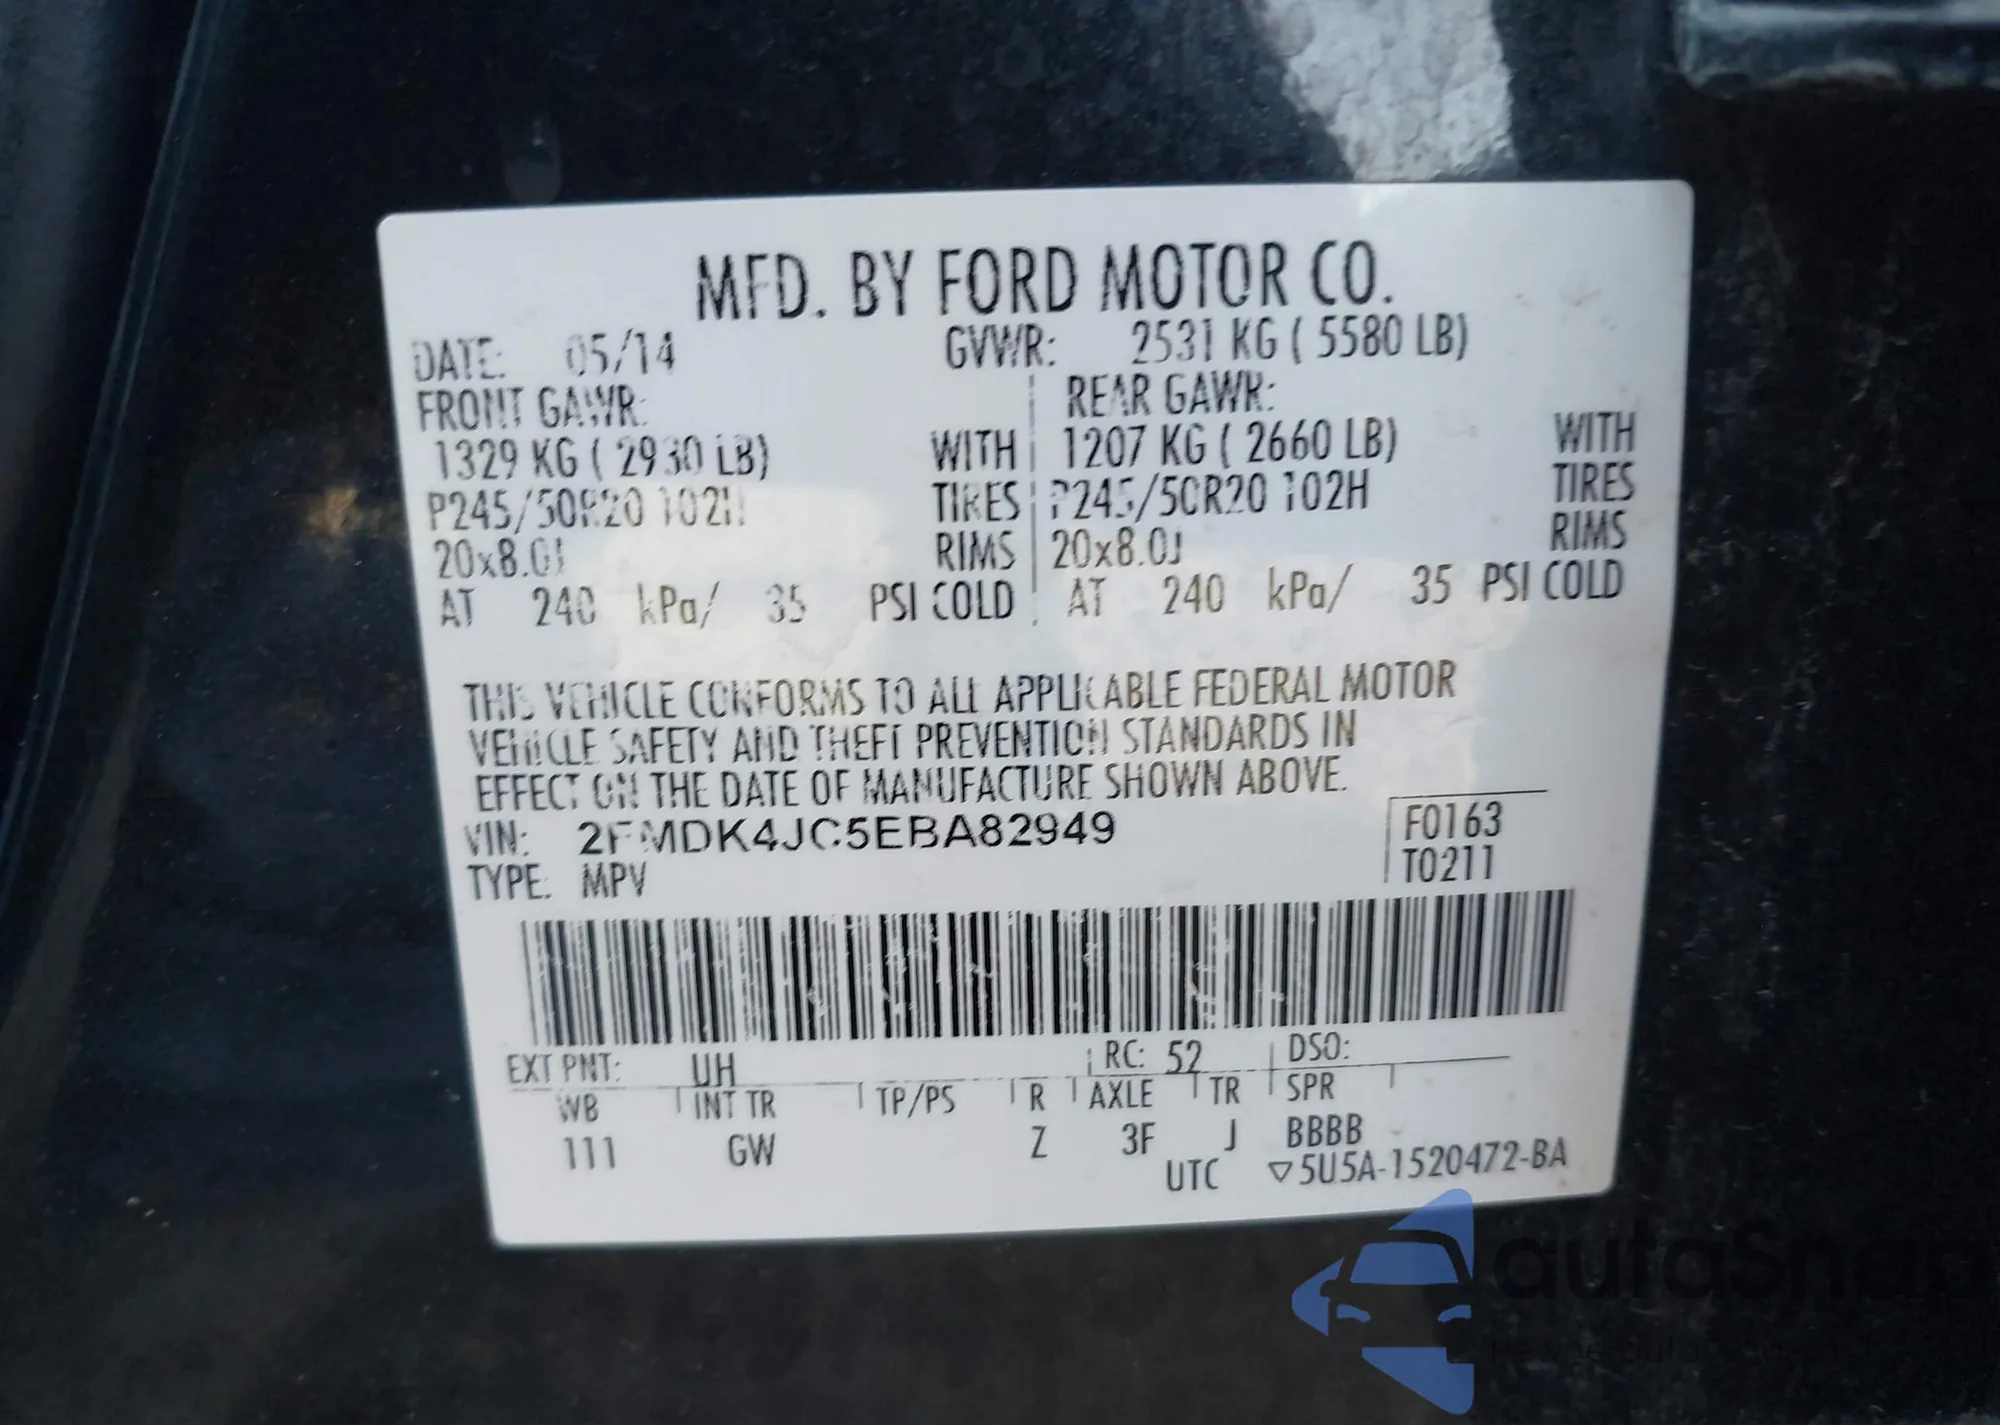 MFD. BY FORD MOTOR CO.
DATE: 05/14 GVWR: 2531 KG ( 5580 LB)
FRONT GAWR: REAR GAWR:
1329 KG ( 2930 LB) WITH 1207 KG ( 2660 LB) WITH
P245/50R20 102H TIRES P245/50R20 102H TIRES
20x8.0J RIMS 20x8.0J RIMS
AT 240 kPa/ 35 PSI COLD AT 240 kPa/ 35 PSI COLD
THIS VEHICLE CONFORMS TO ALL APPLICABLE FEDERAL MOTOR
VEHICLE SAFETY AND THEFT PREVENTION STANDARDS IN
EFFECT ON THE DATE OF MANUFACTURE SHOWN ABOVE.
VIN: 2FMDK4JC5EBA82949 F0163
TYPE: MPV T0211
EXT PNT: UH RC: 52 DSO:
WB INT TR TP/PS R AXLE TR SPR
111 GW Z 3F J BBBB
UTC ▽5U5A-1520472-BA
autaSnap